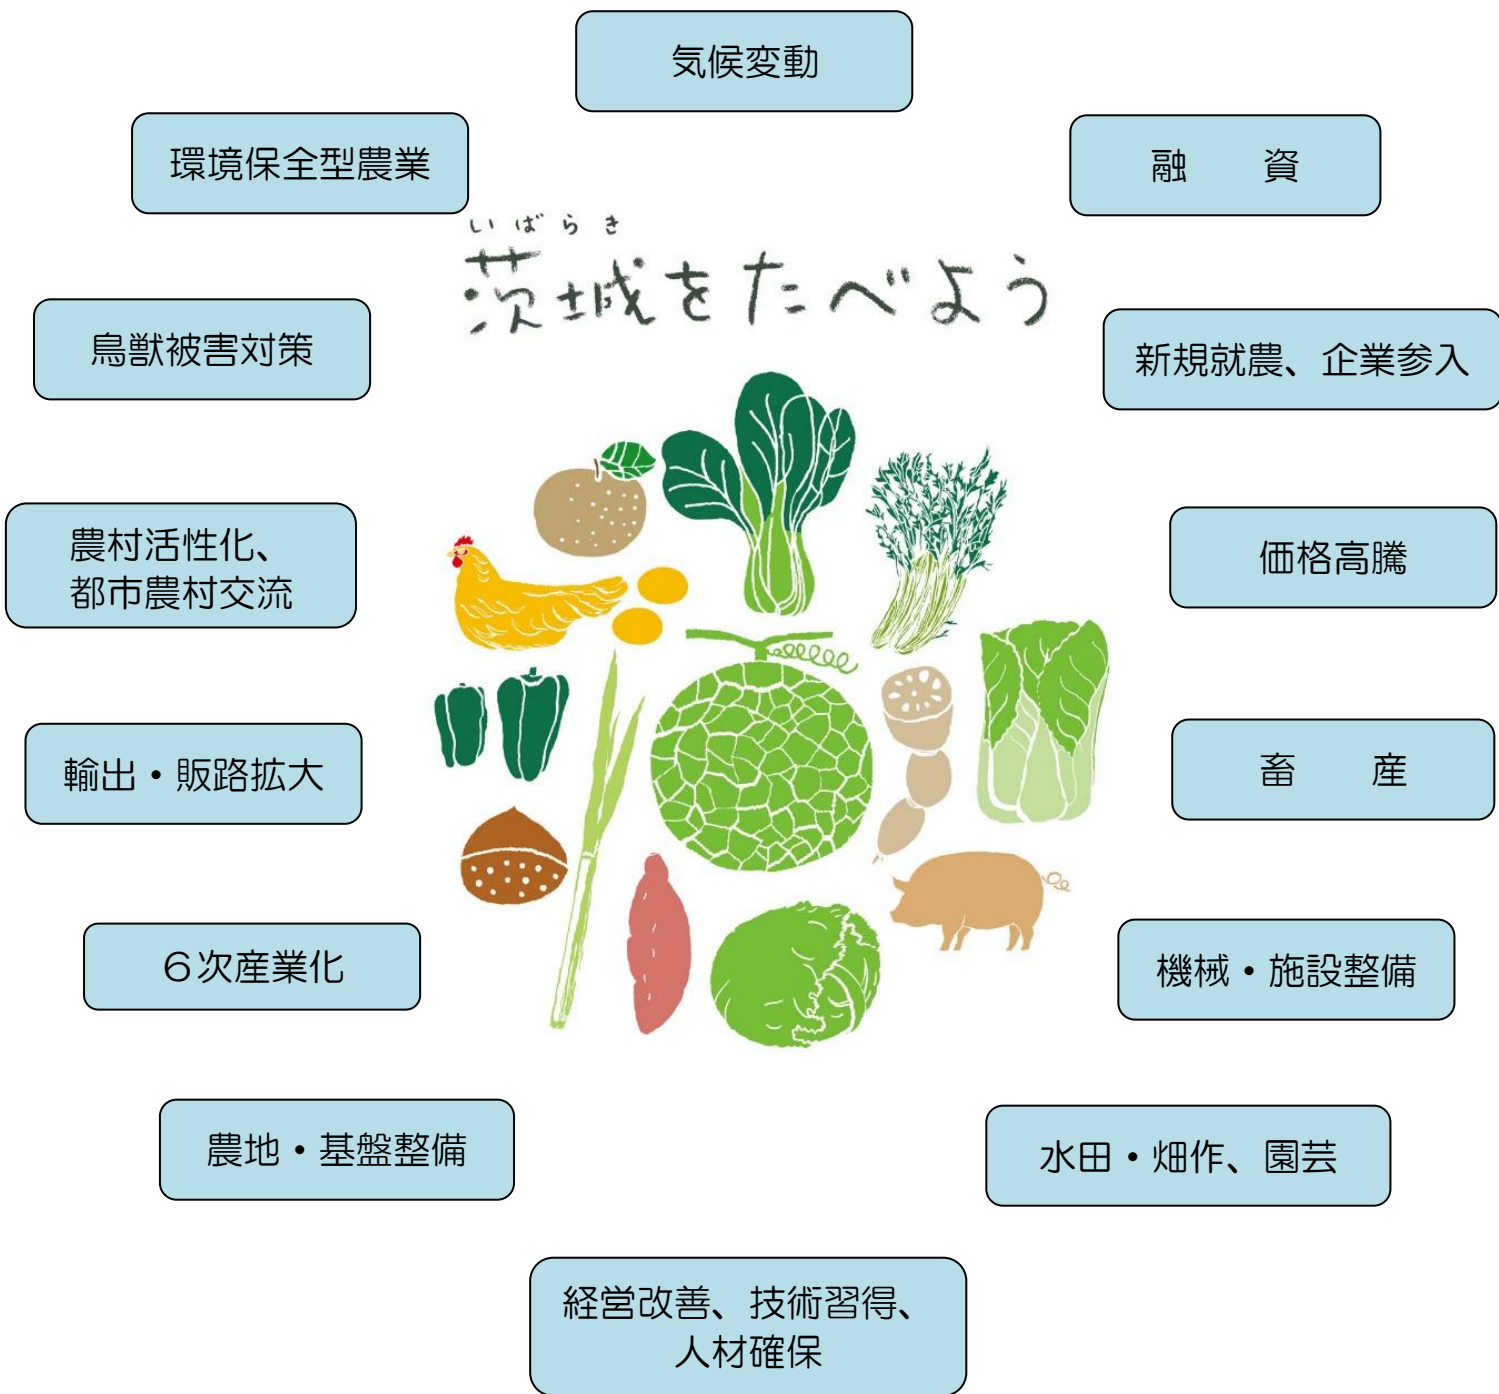 気候変動
環境保全型農業
融　　資
いばらき
茨城をたべよう
鳥獣被害対策
新規就農、企業参入
農村活性化、
都市農村交流
価格高騰
輸出・販路拡大
畜　　産
６次産業化
機械・施設整備
農地・基盤整備
水田・畑作、園芸
経営改善、技術習得、
人材確保